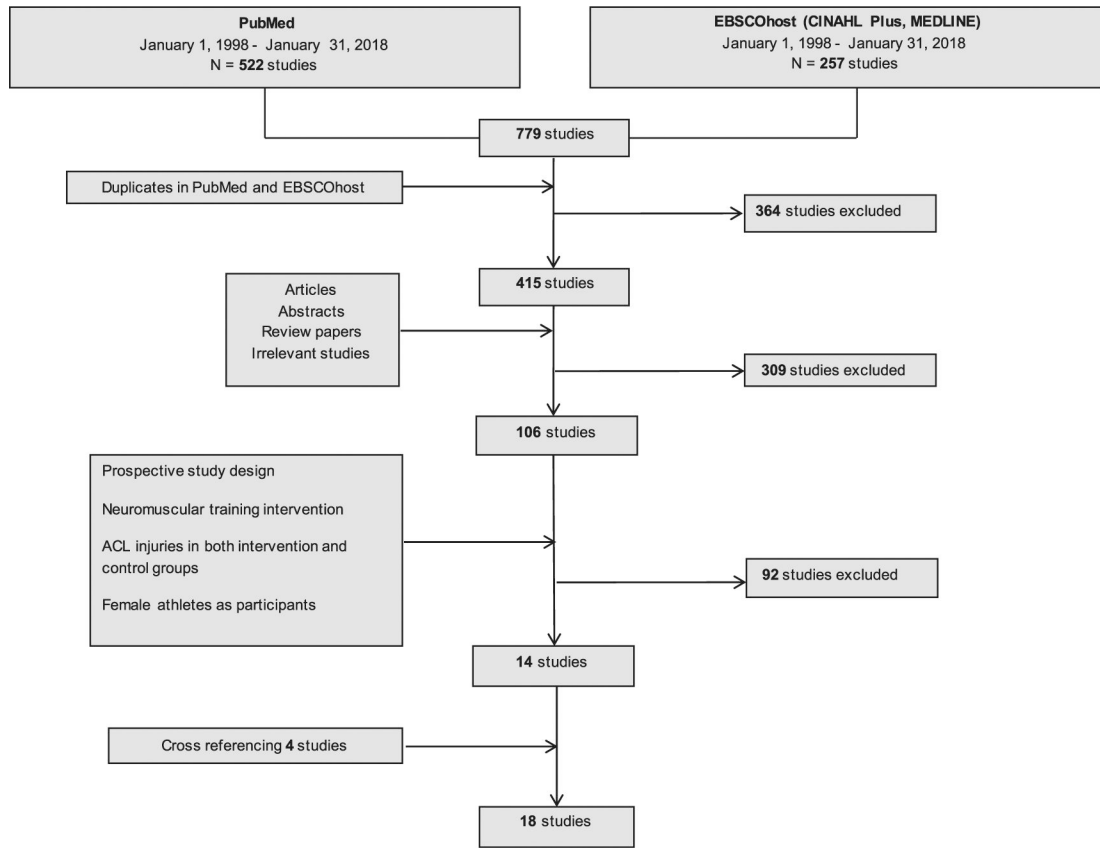 PubMed
January 1, 1998 - January 31, 2018
N = 522 studies
EBSCOhost (CINAHL Plus, MEDLINE)
January 1, 1998 - January 31, 2018
N = 257 studies
779 studies
Duplicates in PubMed and EBSCOhost
364 studies excluded
415 studies
Articles
Abstracts
Review papers
Irrelevant studies
309 studies excluded
106 studies
Prospective study design
Neuromuscular training intervention
ACL injuries in both intervention and
control groups
Female athletes as participants
92 studies excluded
14 studies
Cross referencing 4 studies
18 studies